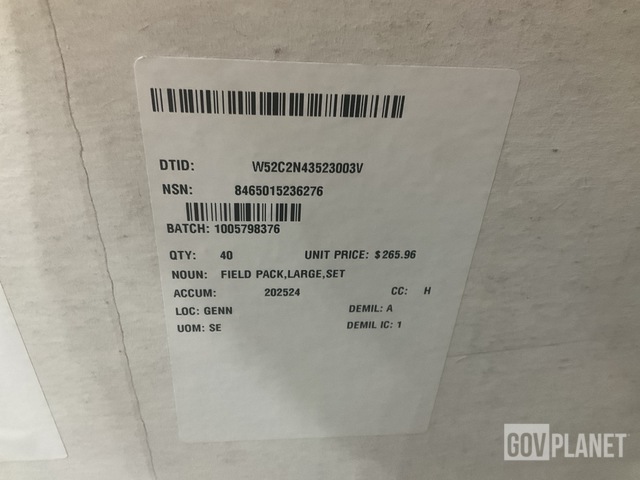 DTID: W52C2N43523003V
NSN: 8465015236276
BATCH: 1005798376
QTY: 40 UNIT PRICE: $ 265.96
NOUN: FIELD PACK,LARGE,SET
ACCUM: 202524 CC: H
LOC: GENN DEMIL: A
UOM: SE DEMIL IC: 1
GOVPLANET